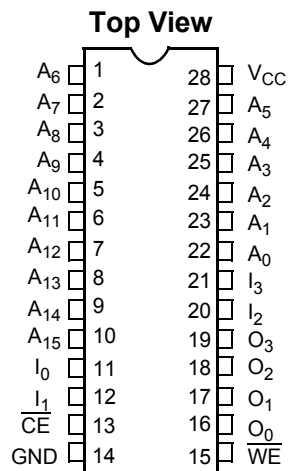 Top View
A6 1 28 VCC
A7 2 27 A5
A8 3 26 A4
A9 4 25 A3
A10 5 24 A2
A11 6 23 A1
A12 7 22 A0
A13 8 21 I3
A14 9 20 I2
A15 10 19 O3
I0 11 18 O2
I1 12 17 O1
C̅E̅ 13 16 O0
GND 14 15 W̅E̅